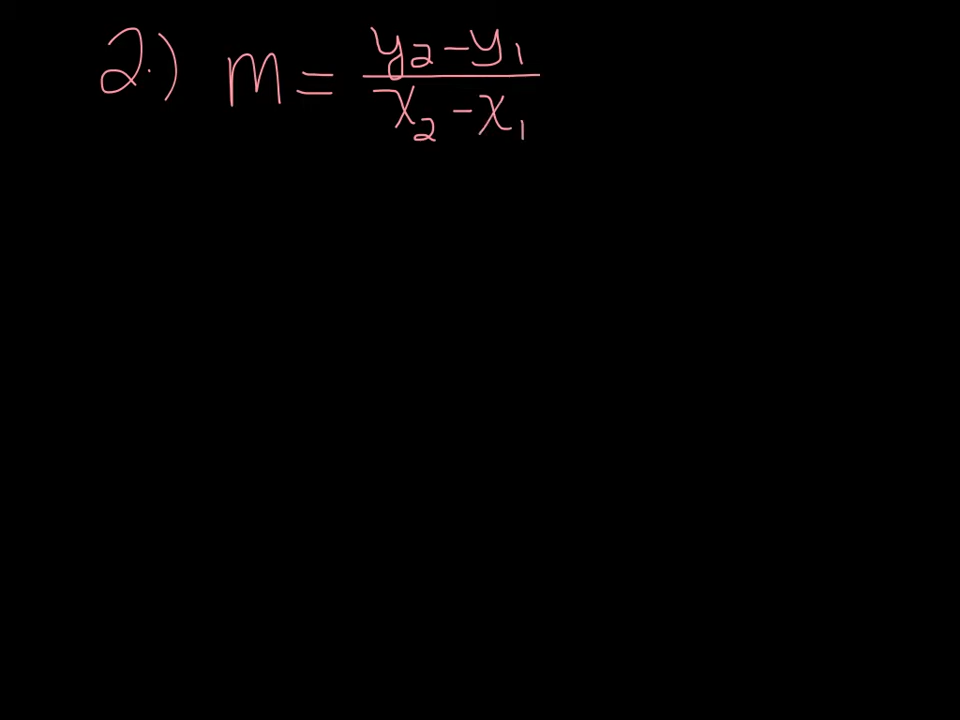 2.) m = y₂ - y₁ / x₂ - x₁